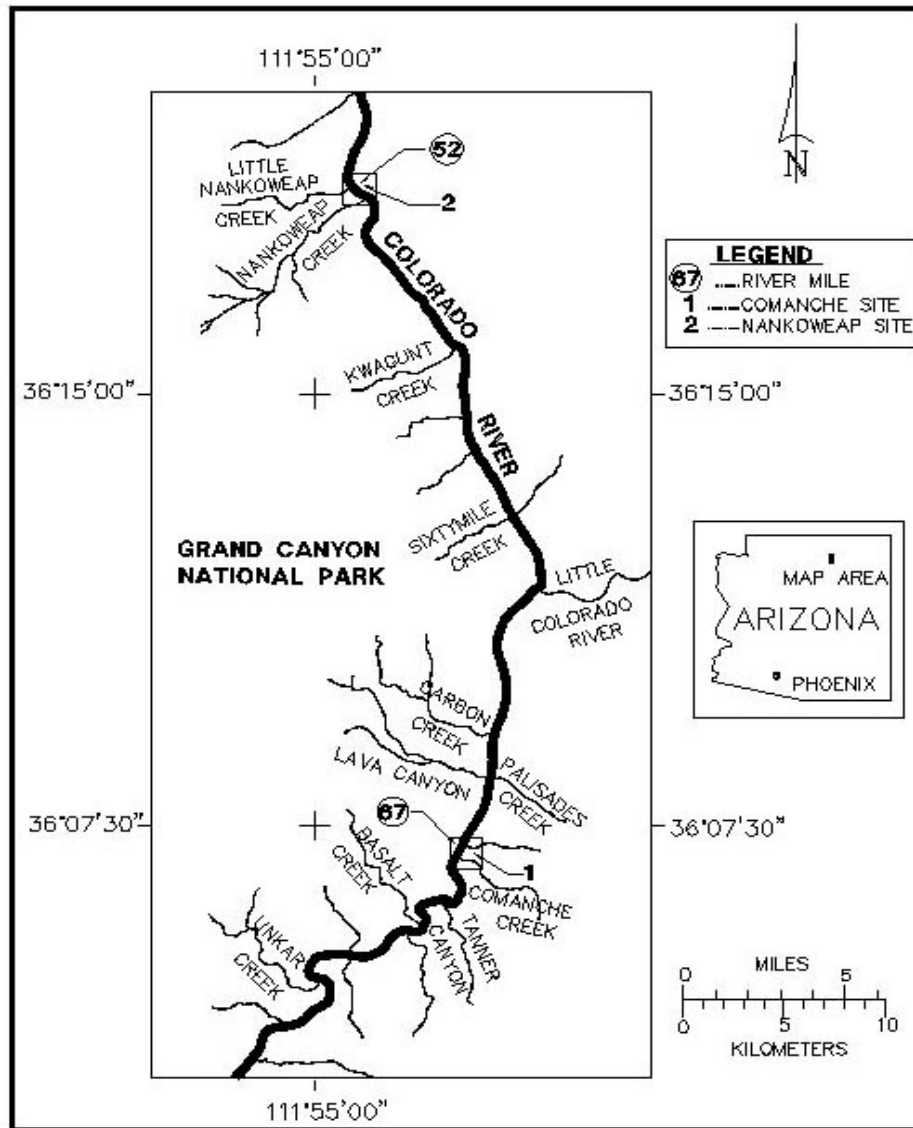 111°55'00"
52
LITTLE
NANKOWEAP
CREEK
2
NANKOWEAP
CREEK
N
COLORADO
RIVER
LEGEND
67 RIVER MILE
1 COMANCHE SITE
2 NANKOWEAP SITE
KWAGUNT
CREEK
36°15'00"
36°15'00"
SIXTYMILE
CREEK
GRAND CANYON
NATIONAL PARK
LITTLE
COLORADO
RIVER
MAP AREA
ARIZONA
PHOENIX
CARBON
CREEK
LAVA CANYON
PALISADES
CREEK
36°07'30"
67
36°07'30"
BASALT
CREEK
1
COMANCHE
CREEK
TANNER
CANYON
UNKAR
CREEK
MILES
0 5
0 5 10
KILOMETERS
111°55'00"